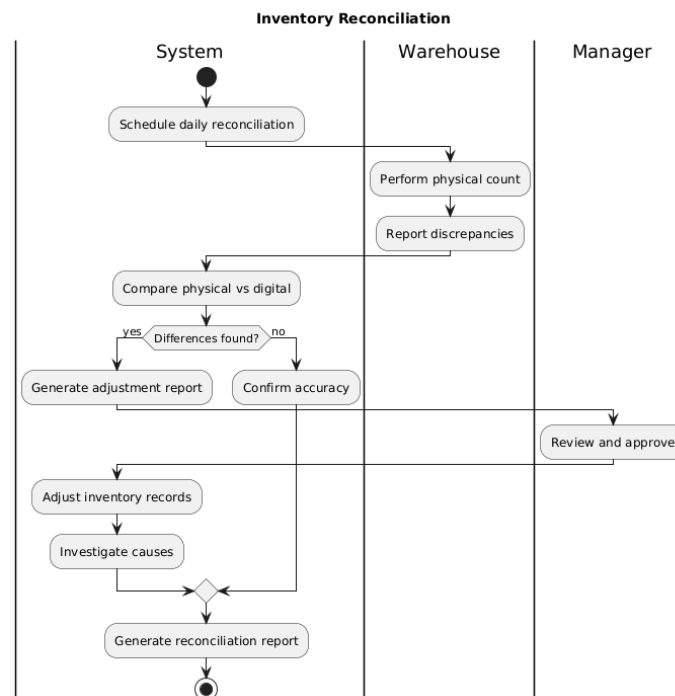 Inventory Reconciliation
System
Warehouse
Manager
Schedule daily reconciliation
Perform physical count
Report discrepancies
Compare physical vs digital
yes
Differences found?
no
Generate adjustment report
Confirm accuracy
Review and approve
Adjust inventory records
Investigate causes
Generate reconciliation report